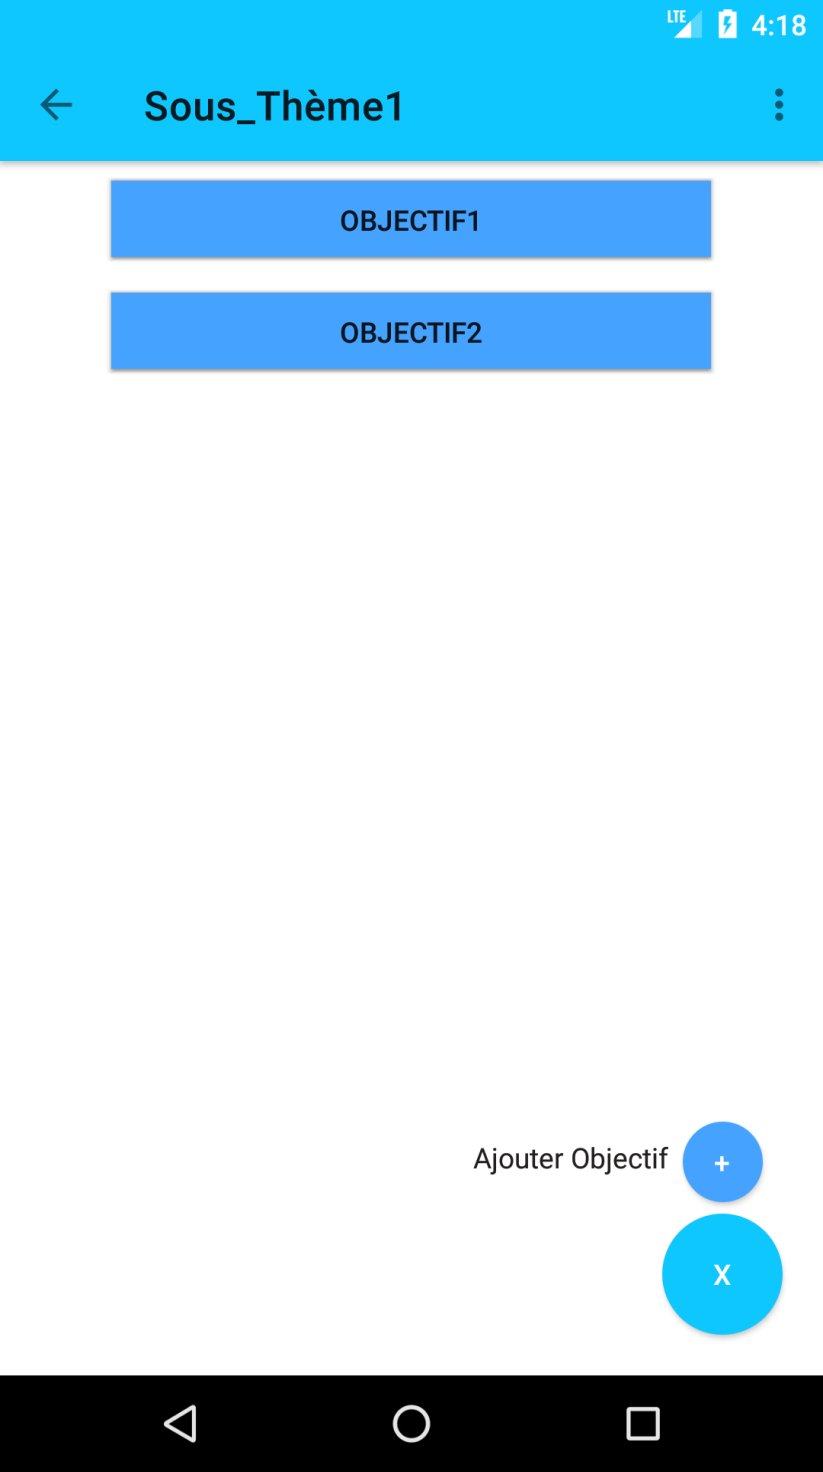 LTE 4:18
Sous_Thème1
OBJECTIF1
OBJECTIF2
Ajouter Objectif +
X